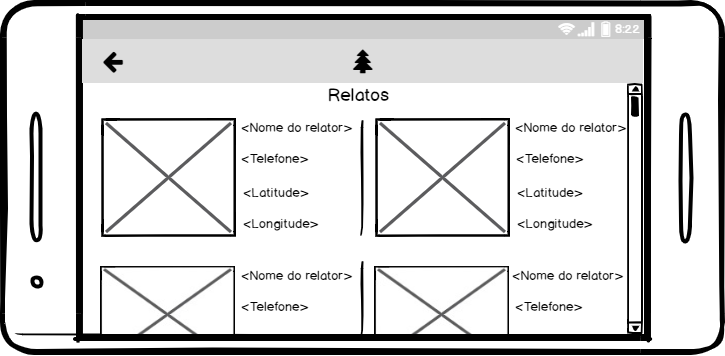 8:22
Relatos
<Nome do relator>
<Telefone>
<Latitude>
<Longitude>
<Nome do relator>
<Telefone>
<Latitude>
<Longitude>
<Nome do relator>
<Telefone>
<Nome do relator>
<Telefone>